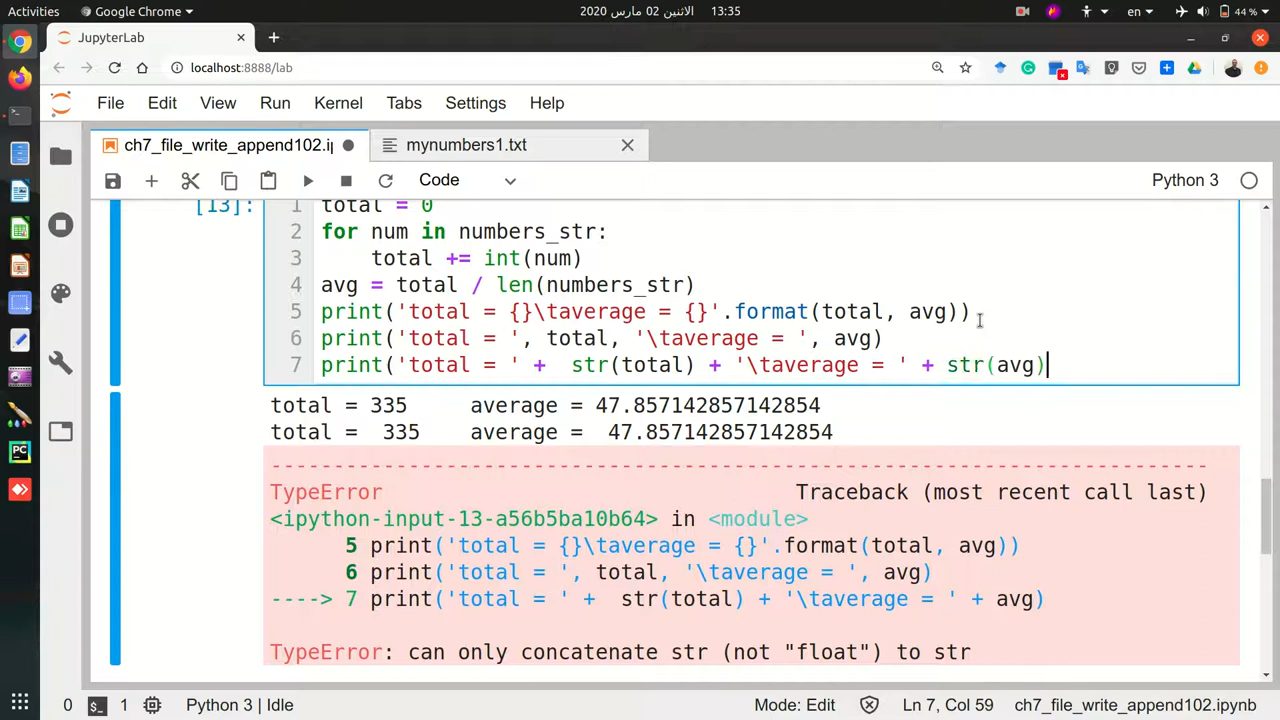 Activities Google Chrome الاثنين 02 مارس 2020 13:35 en 44 %
JupyterLab
localhost:8888/lab
File Edit View Run Kernel Tabs Settings Help
ch7_file_write_append102.i mynumbers1.txt
Code Python 3
[13]: 1 total = 0
2 for num in numbers_str:
3 total += int(num)
4 avg = total / len(numbers_str)
5 print('total = {}\taverage = {}'.format(total, avg))
6 print('total = ', total, '\taverage = ', avg)
7 print('total = ' +  str(total) + '\taverage = ' + str(avg)
total = 335 average = 47.857142857142854
total =  335 average =  47.857142857142854
---------------------------------------------------------------------------
TypeError Traceback (most recent call last)
<ipython-input-13-a56b5ba10b64> in <module>
5 print('total = {}\taverage = {}'.format(total, avg))
6 print('total = ', total, '\taverage = ', avg)
----> 7 print('total = ' +  str(total) + '\taverage = ' + avg)
TypeError: can only concatenate str (not "float") to str
0 1 Python 3 | Idle Mode: Edit Ln 7, Col 59 ch7_file_write_append102.ipynb